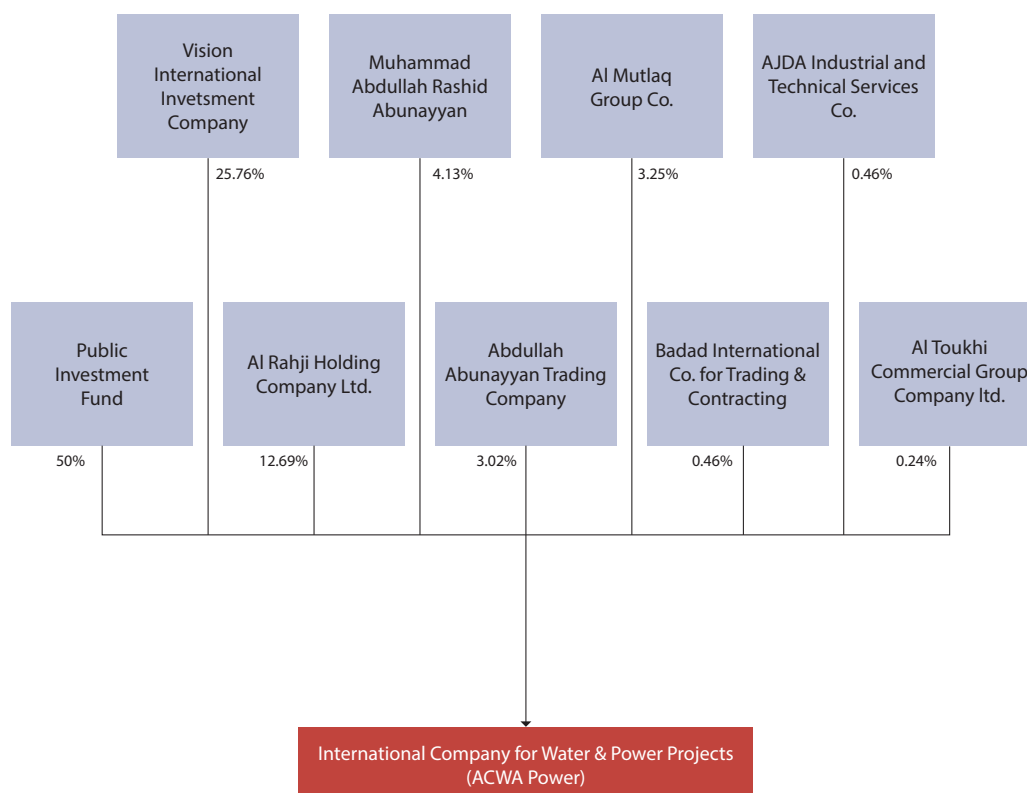 Vision
International
Invetsment
Company
Muhammad
Abdullah Rashid
Abunayyan
Al Mutlaq
Group Co.
AJDA Industrial and
Technical Services
Co.
25.76%
4.13%
3.25%
0.46%
Public
Investment
Fund
Al Rahji Holding
Company Ltd.
Abdullah
Abunayyan Trading
Company
Badad International
Co. for Trading &
Contracting
Al Toukhi
Commercial Group
Company ltd.
50%
12.69%
3.02%
0.46%
0.24%
International Company for Water & Power Projects
(ACWA Power)